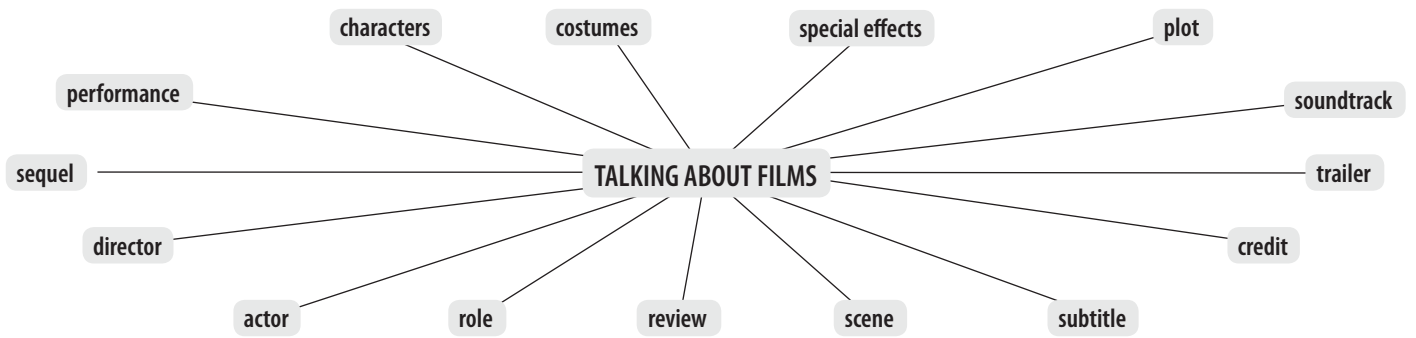 characters
costumes
special effects
plot
performance
soundtrack
sequel
TALKING ABOUT FILMS
trailer
director
credit
actor
role
review
scene
subtitle